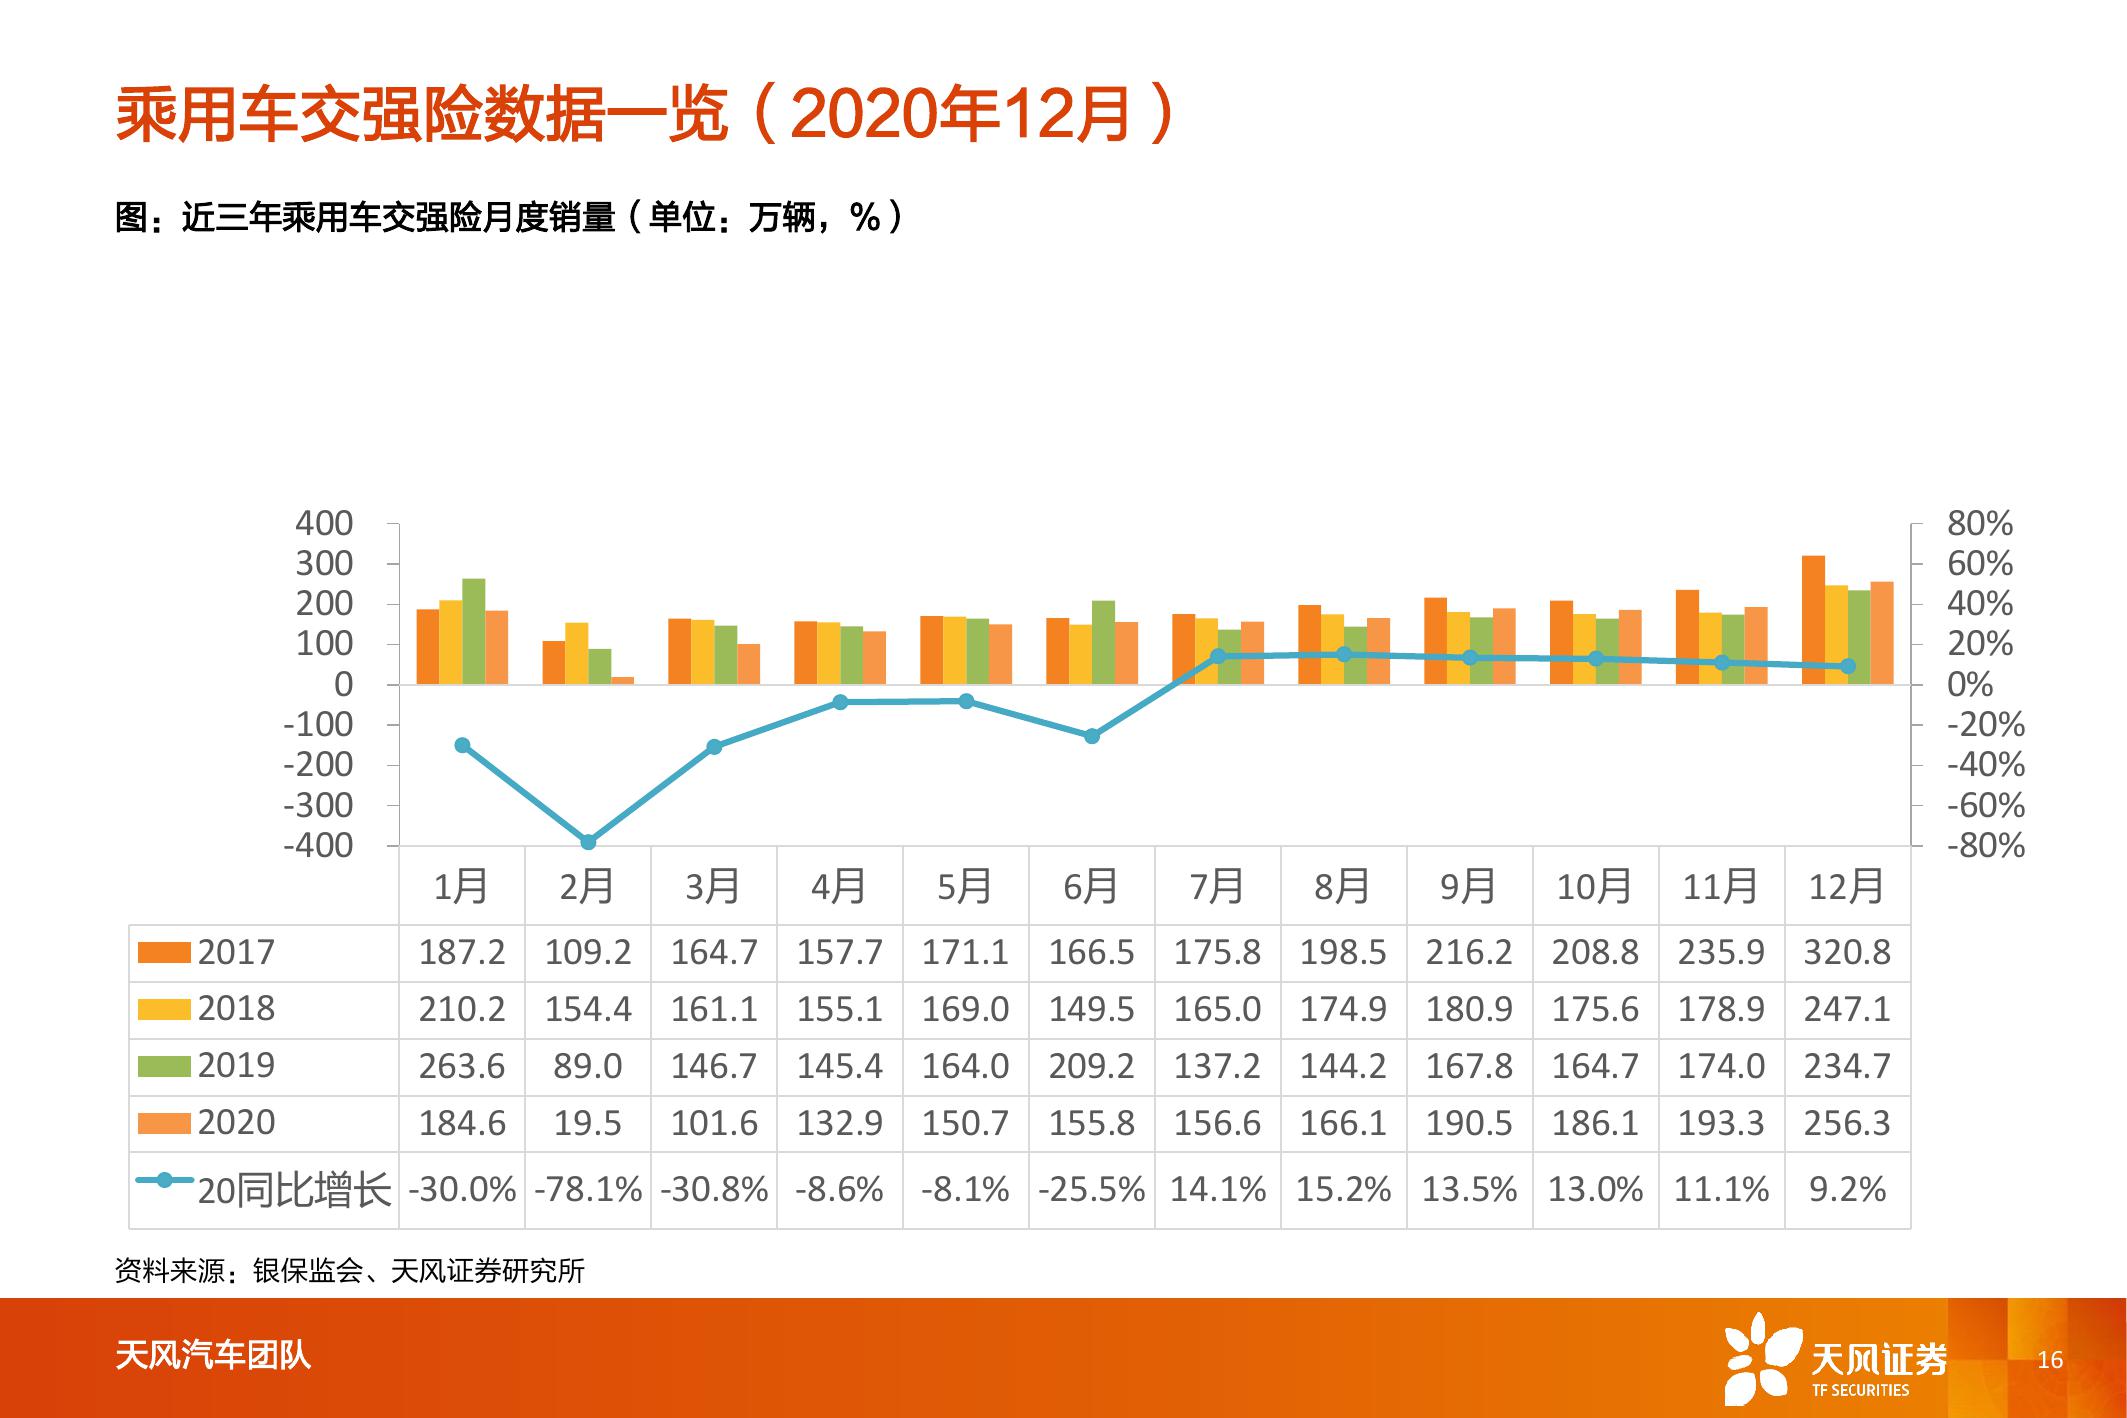 乘用车交强险数据一览（2020年12月）
图：近三年乘用车交强险月度销量（单位：万辆，%）
400 80%
300 60%
200 40%
100 20%
0 0%
-100 -20%
-200 -40%
-300 -60%
-400 -80%
1月 2月 3月 4月 5月 6月 7月 8月 9月 10月 11月 12月
2017 187.2 109.2 164.7 157.7 171.1 166.5 175.8 198.5 216.2 208.8 235.9 320.8
2018 210.2 154.4 161.1 155.1 169.0 149.5 165.0 174.9 180.9 175.6 178.9 247.1
2019 263.6 89.0 146.7 145.4 164.0 209.2 137.2 144.2 167.8 164.7 174.0 234.7
2020 184.6 19.5 101.6 132.9 150.7 155.8 156.6 166.1 190.5 186.1 193.3 256.3
20同比增长 -30.0% -78.1% -30.8% -8.6% -8.1% -25.5% 14.1% 15.2% 13.5% 13.0% 11.1% 9.2%
资料来源：银保监会、天风证券研究所
天风汽车团队
天风证券
TF SECURITIES
16